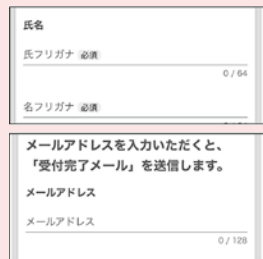 氏名
氏フリガナ 必須
0 / 64
名フリガナ 必須
メールアドレスを入力いただくと、
「受付完了メール」を送信します。
メールアドレス
メールアドレス
0 / 128